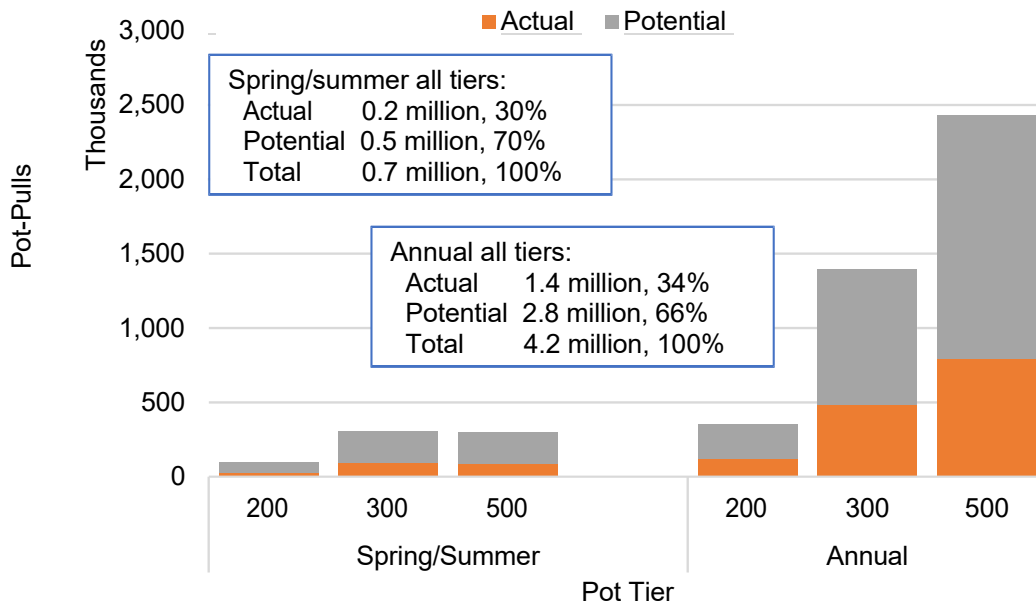 Actual Potential
3,000
2,500
2,000
1,500
1,000
500
0
Thousands
Pot-Pulls
Spring/summer all tiers:
Actual 0.2 million, 30%
Potential 0.5 million, 70%
Total 0.7 million, 100%
Annual all tiers:
Actual 1.4 million, 34%
Potential 2.8 million, 66%
Total 4.2 million, 100%
200 300 500 200 300 500
Spring/Summer Annual
Pot Tier